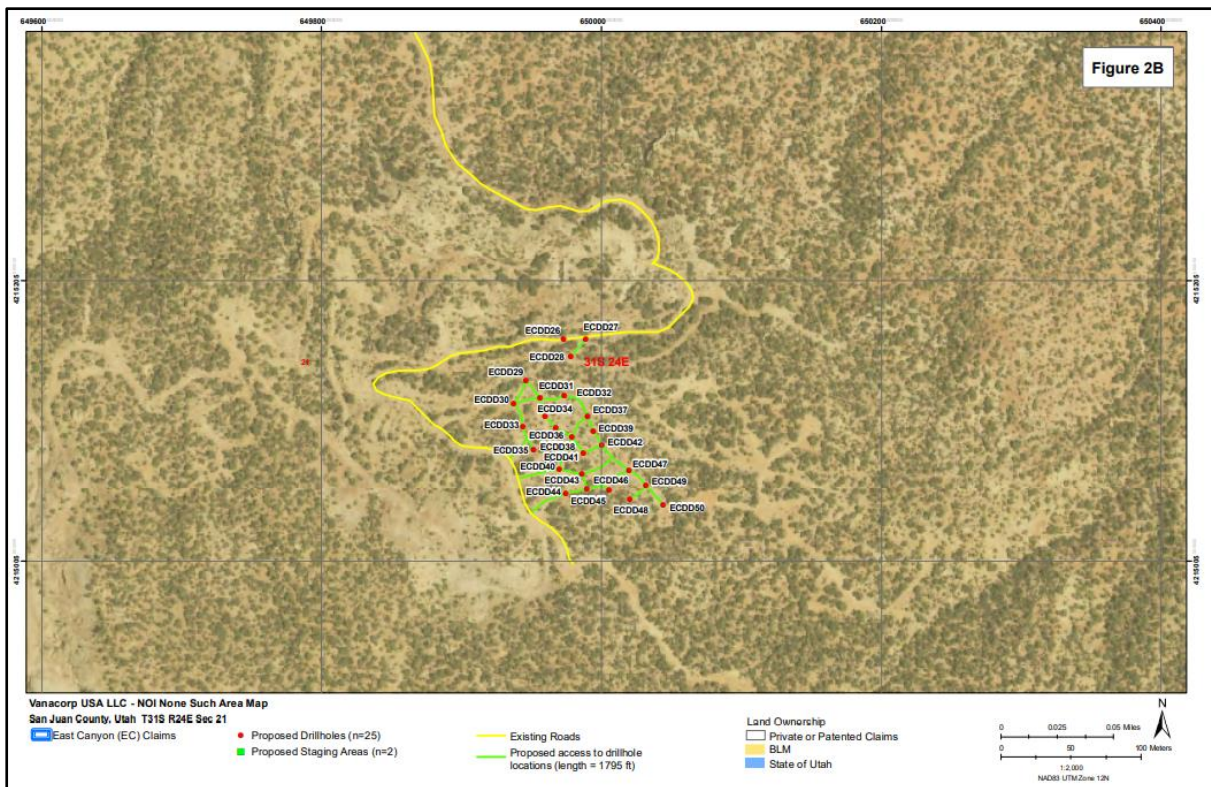 649600
649800
650000
650200
650400
Figure 2B
4215205
4215205
ECDD26
ECDD27
ECDD28
31S 24E
ECDD29
ECDD31
ECDD32
ECDD30
ECDD34
ECDD37
ECDD33
ECDD36
ECDD39
ECDD35
ECDD38
ECDD42
ECDD41
ECDD40
ECDD47
ECDD43
ECDD46
ECDD49
ECDD44
ECDD45
ECDD48
ECDD50
4215005
4215005
Vanacorp USA LLC - NOI None Such Area Map
San Juan County, Utah T31S R24E Sec 21
East Canyon (EC) Claims
Proposed Drillholes (n=25)
Proposed Staging Areas (n=2)
Existing Roads
Proposed access to drillhole
locations (length = 1795 ft)
Land Ownership
Private or Patented Claims
BLM
State of Utah
N
0 0.025 0.05 Miles
0 50 100 Meters
1:2,000
NAD83 UTM Zone 12N